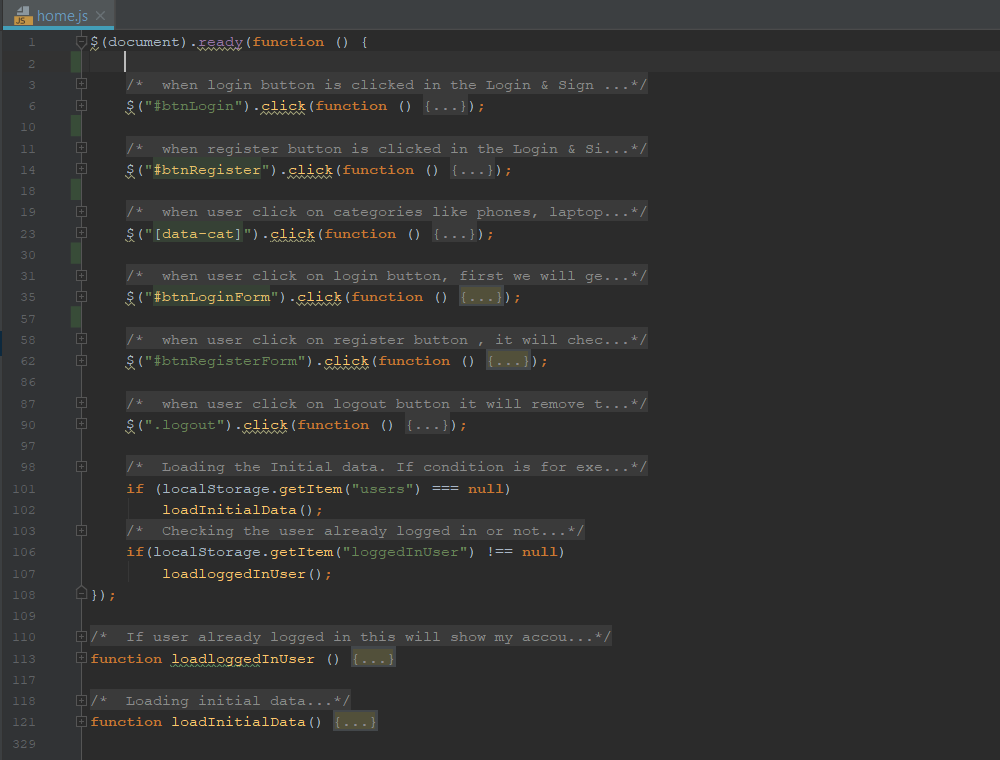 JS home.js
1 $(document).ready(function () {
2
3 /*  when login button is clicked in the Login & Sign ...*/
6 $("#btnLogin").click(function () {...});
10
11 /*  when register button is clicked in the Login & Si...*/
14 $("#btnRegister").click(function () {...});
18
19 /*  when user click on categories like phones, laptop...*/
23 $("[data-cat]").click(function () {...});
30
31 /*  when user click on login button, first we will ge...*/
35 $("#btnLoginForm").click(function () {...});
57
58 /*  when user click on register button , it will chec...*/
62 $("#btnRegisterForm").click(function () {...});
86
87 /*  when user click on logout button it will remove t...*/
90 $(".logout").click(function () {...});
97
98 /*  Loading the Initial data. If condition is for exe...*/
101 if (localStorage.getItem("users") === null)
102 loadInitialData();
103 /*  Checking the user already logged in or not...*/
106 if(localStorage.getItem("loggedInUser") !== null)
107 loadloggedInUser();
108 });
109
110 /*  If user already logged in this will show my accou...*/
113 function loadloggedInUser () {...}
117
118 /*  Loading initial data...*/
121 function loadInitialData() {...}
329